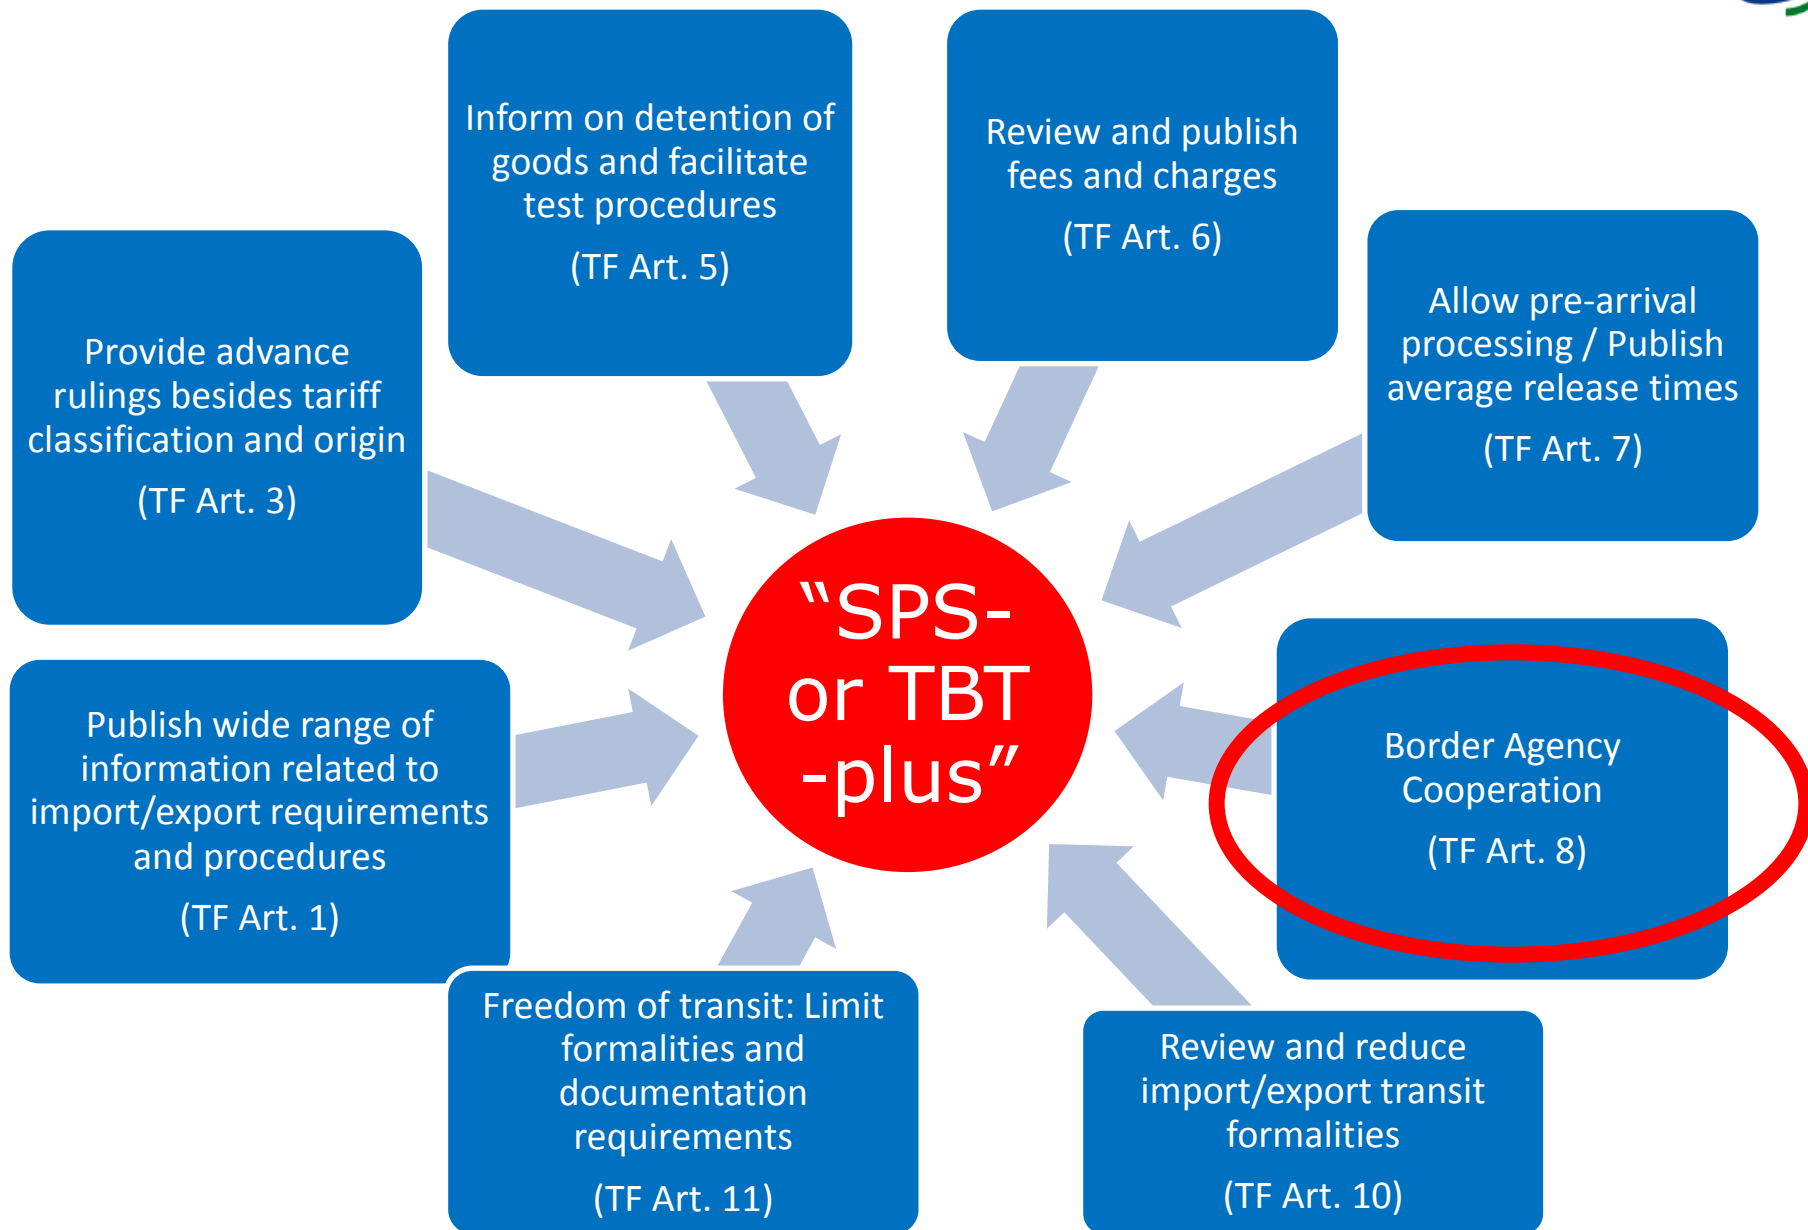 Inform on detention of
goods and facilitate
test procedures
(TF Art. 5)
Review and publish
fees and charges
(TF Art. 6)
Provide advance
rulings besides tariff
classification and origin
(TF Art. 3)
Allow pre-arrival
processing / Publish
average release times
(TF Art. 7)
“SPS-
or TBT
-plus”
Publish wide range of
information related to
import/export requirements
and procedures
(TF Art. 1)
Border Agency
Cooperation
(TF Art. 8)
Freedom of transit: Limit
formalities and
documentation
requirements
(TF Art. 11)
Review and reduce
import/export transit
formalities
(TF Art. 10)